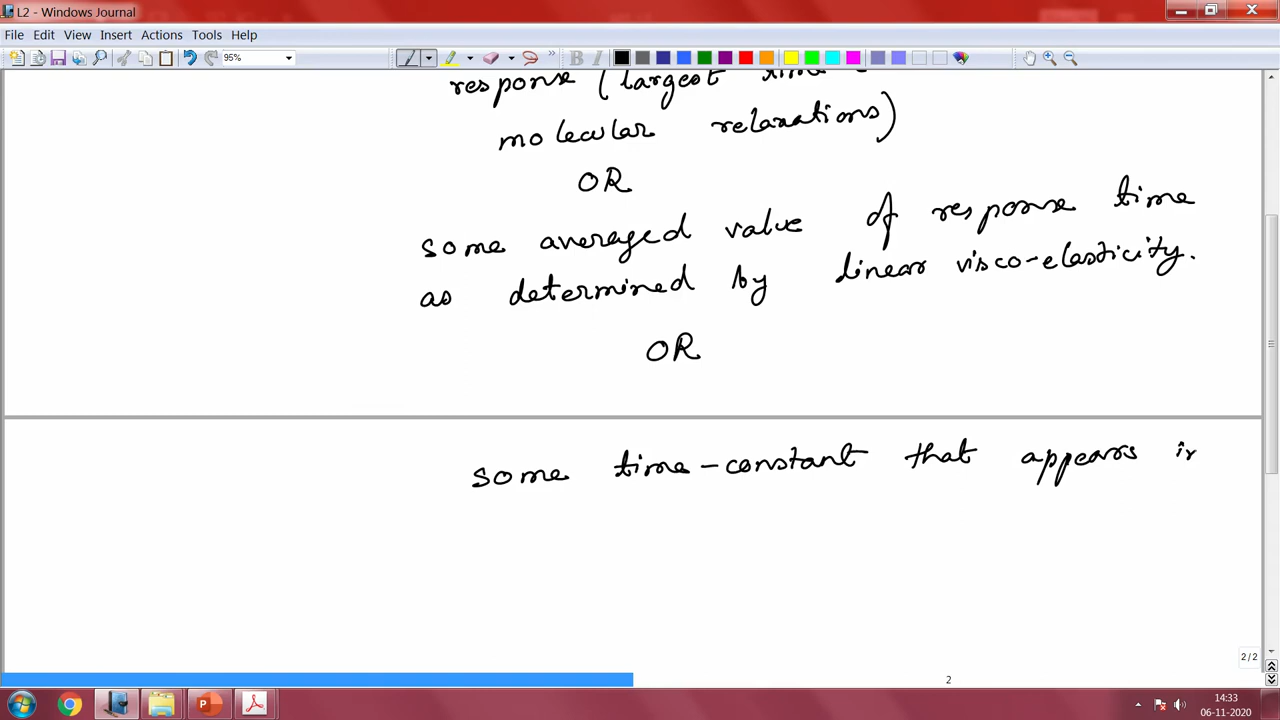 L2 - Windows Journal
File Edit View Insert Actions Tools Help
95%
response (largest time
molecular relaxations)
OR
some averaged value of response time
as determined by linear visco-elasticity.
OR
some time-constant that appears in
2/2
2
14:33
06-11-2020